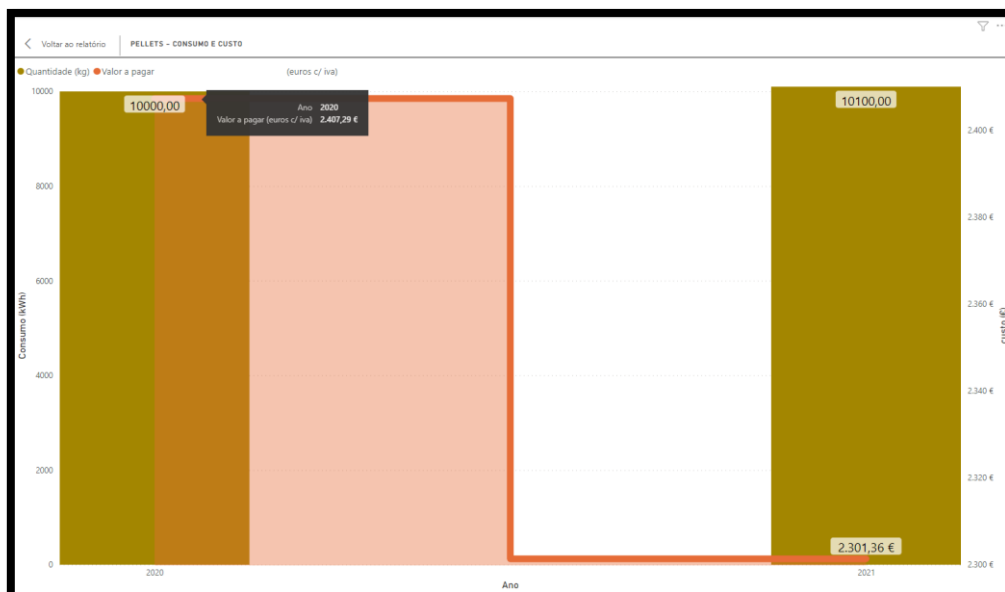 Voltar ao relatório
PELLETS - CONSUMO E CUSTO
Quantidade (kg) Valor a pagar (euros c/ iva)
10000
10000,00
Ano 2020
Valor a pagar (euros c/ iva) 2.407,29 €
10100,00
2.400 €
8000
2.380 €
6000
2.360 €
Consumo (kWh)
custo (€)
4000
2.340 €
2000
2.320 €
2.301,36 €
0
2.300 €
2020
2021
Ano